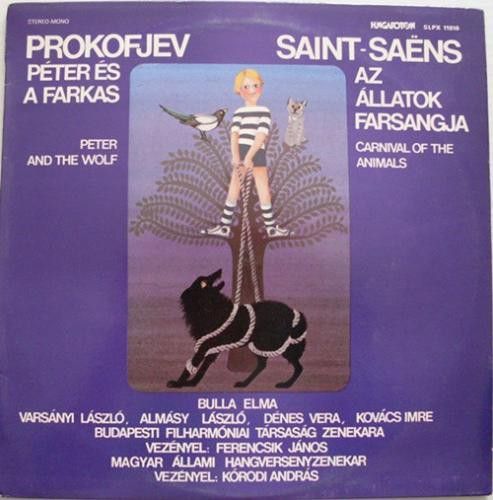 STEREO-MONO
HUNGAROTON SLPX 11916
PROKOFJEV
PÉTER ÉS
A FARKAS
PETER
AND THE WOLF
SAINT-SAËNS
AZ
ÁLLATOK
FARSANGJA
CARNIVAL OF THE
ANIMALS
BULLA ELMA
VARSÁNYI LÁSZLÓ, ALMÁSY LÁSZLÓ, DÉNES VERA, KOVÁCS IMRE
BUDAPESTI FILHARMÓNIAI TÁRSASÁG ZENEKARA
VEZÉNYEL: FERENCSIK JÁNOS
MAGYAR ÁLLAMI HANGVERSENYZENEKAR
VEZÉNYEL: KÓRODI ANDRÁS